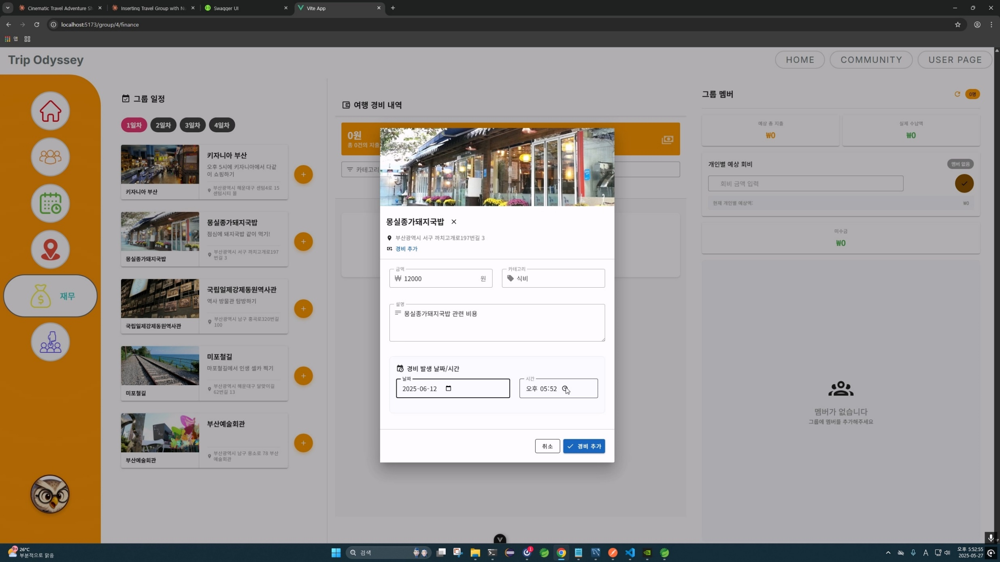 Cinematic Travel Adventure Sh
Inserting Travel Group with Nu
Swagger UI
Vite App
localhost:5173/group/4/finance
앱
Trip Odyssey
HOME
COMMUNITY
USER PAGE
재무
그룹 일정
1일차
2일차
3일차
4일차
키자니아 부산
키자니아 부산
오후 5시에 키자니아에서 다같
이 쇼핑하기
부산광역시 해운대구 센텀4로 15
센텀시티 몰
몽실종가돼지국밥
몽실종가돼지국밥
점심에 돼지국밥 같이 먹기!
부산광역시 서구 까치고개로197
번길 3
국립일제강제동원역사관
국립일제강제동원역사관
역사 방물관 탐방하기
부산광역시 남구 홍곡로320번길
100
미포철길
미포철길
마포철길에서 인생 셀카 찍기
부산광역시 해운대구 달맞이길
62번길 13
부산예술회관
부산예술회관
부산광역시 남구 용소로 78 부산
예술회관
여행 경비 내역
0원
총 0건의 지출
카테고리
몽실종가돼지국밥
부산광역시 서구 까치고개로197번길 3
경비 추가
금액
₩ 12000 원
카테고리
식비
설명
몽실종가돼지국밥 관련 비용
경비 발생 날짜/시간
날짜
2025-06-12
시간
오후 05:52
취소
경비 추가
그룹 멤버
0명
예상 총 지출
₩0
실제 수납액
₩0
개인별 예상 회비
멤버 없음
회비 금액 입력
현재 개인별 예상액:
₩0
미수금
₩0
멤버가 없습니다
그룹에 멤버를 추가해주세요
9+
26°C
부분적으로 맑음
검색
1
A
오후 5:52:55
2025-05-27